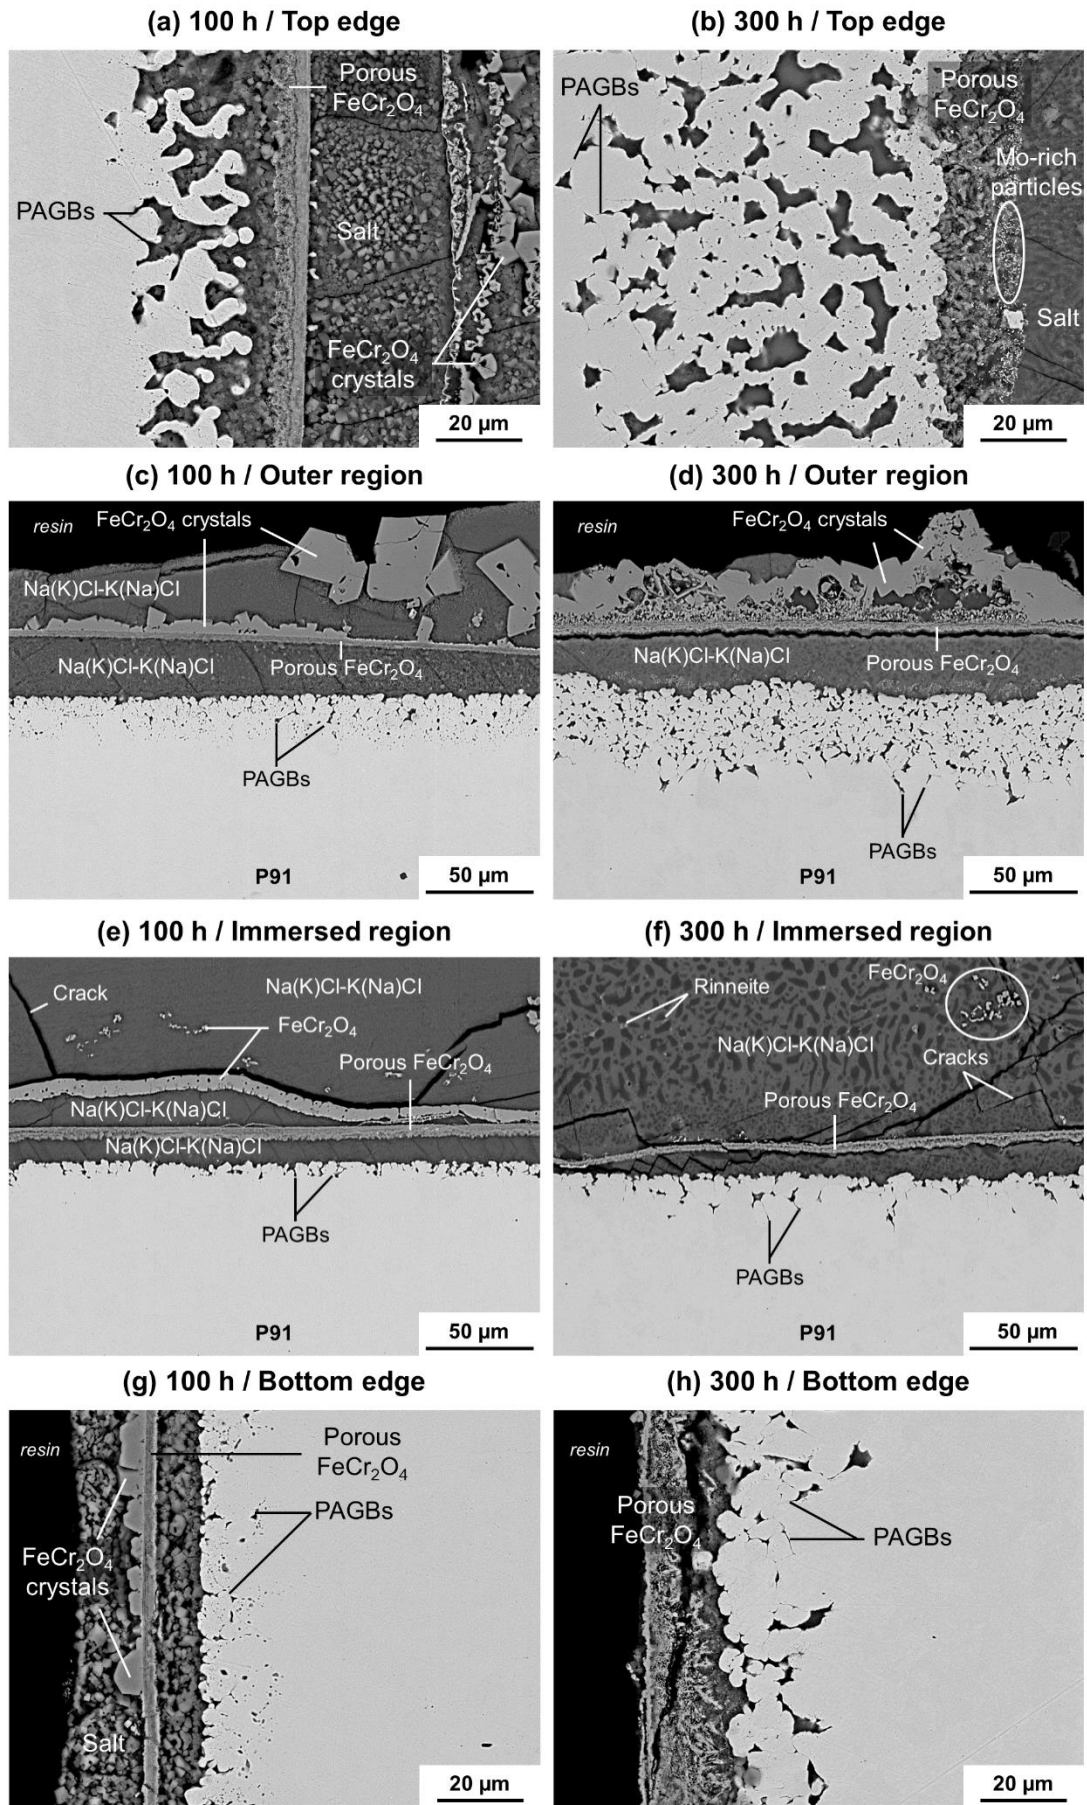 (a) 100 h / Top edge
Porous
FeCr₂O₄
PAGBs
Salt
FeCr₂O₄
crystals
20 µm
(b) 300 h / Top edge
PAGBs
Porous
FeCr₂O₄
Mo-rich
particles
Salt
20 µm
(c) 100 h / Outer region
resin
FeCr₂O₄ crystals
Na(K)Cl-K(Na)Cl
Na(K)Cl-K(Na)Cl
Porous FeCr₂O₄
PAGBs
P91
50 µm
(d) 300 h / Outer region
resin
FeCr₂O₄ crystals
Na(K)Cl-K(Na)Cl
Porous FeCr₂O₄
PAGBs
P91
50 µm
(e) 100 h / Immersed region
Crack
Na(K)Cl-K(Na)Cl
FeCr₂O₄
Porous FeCr₂O₄
Na(K)Cl-K(Na)Cl
Na(K)Cl-K(Na)Cl
PAGBs
P91
50 µm
(f) 300 h / Immersed region
Rinneite
FeCr₂O₄
Na(K)Cl-K(Na)Cl
Cracks
Porous FeCr₂O₄
PAGBs
P91
50 µm
(g) 100 h / Bottom edge
resin
Porous
FeCr₂O₄
PAGBs
FeCr₂O₄
crystals
Salt
20 µm
(h) 300 h / Bottom edge
resin
Porous
FeCr₂O₄
PAGBs
20 µm